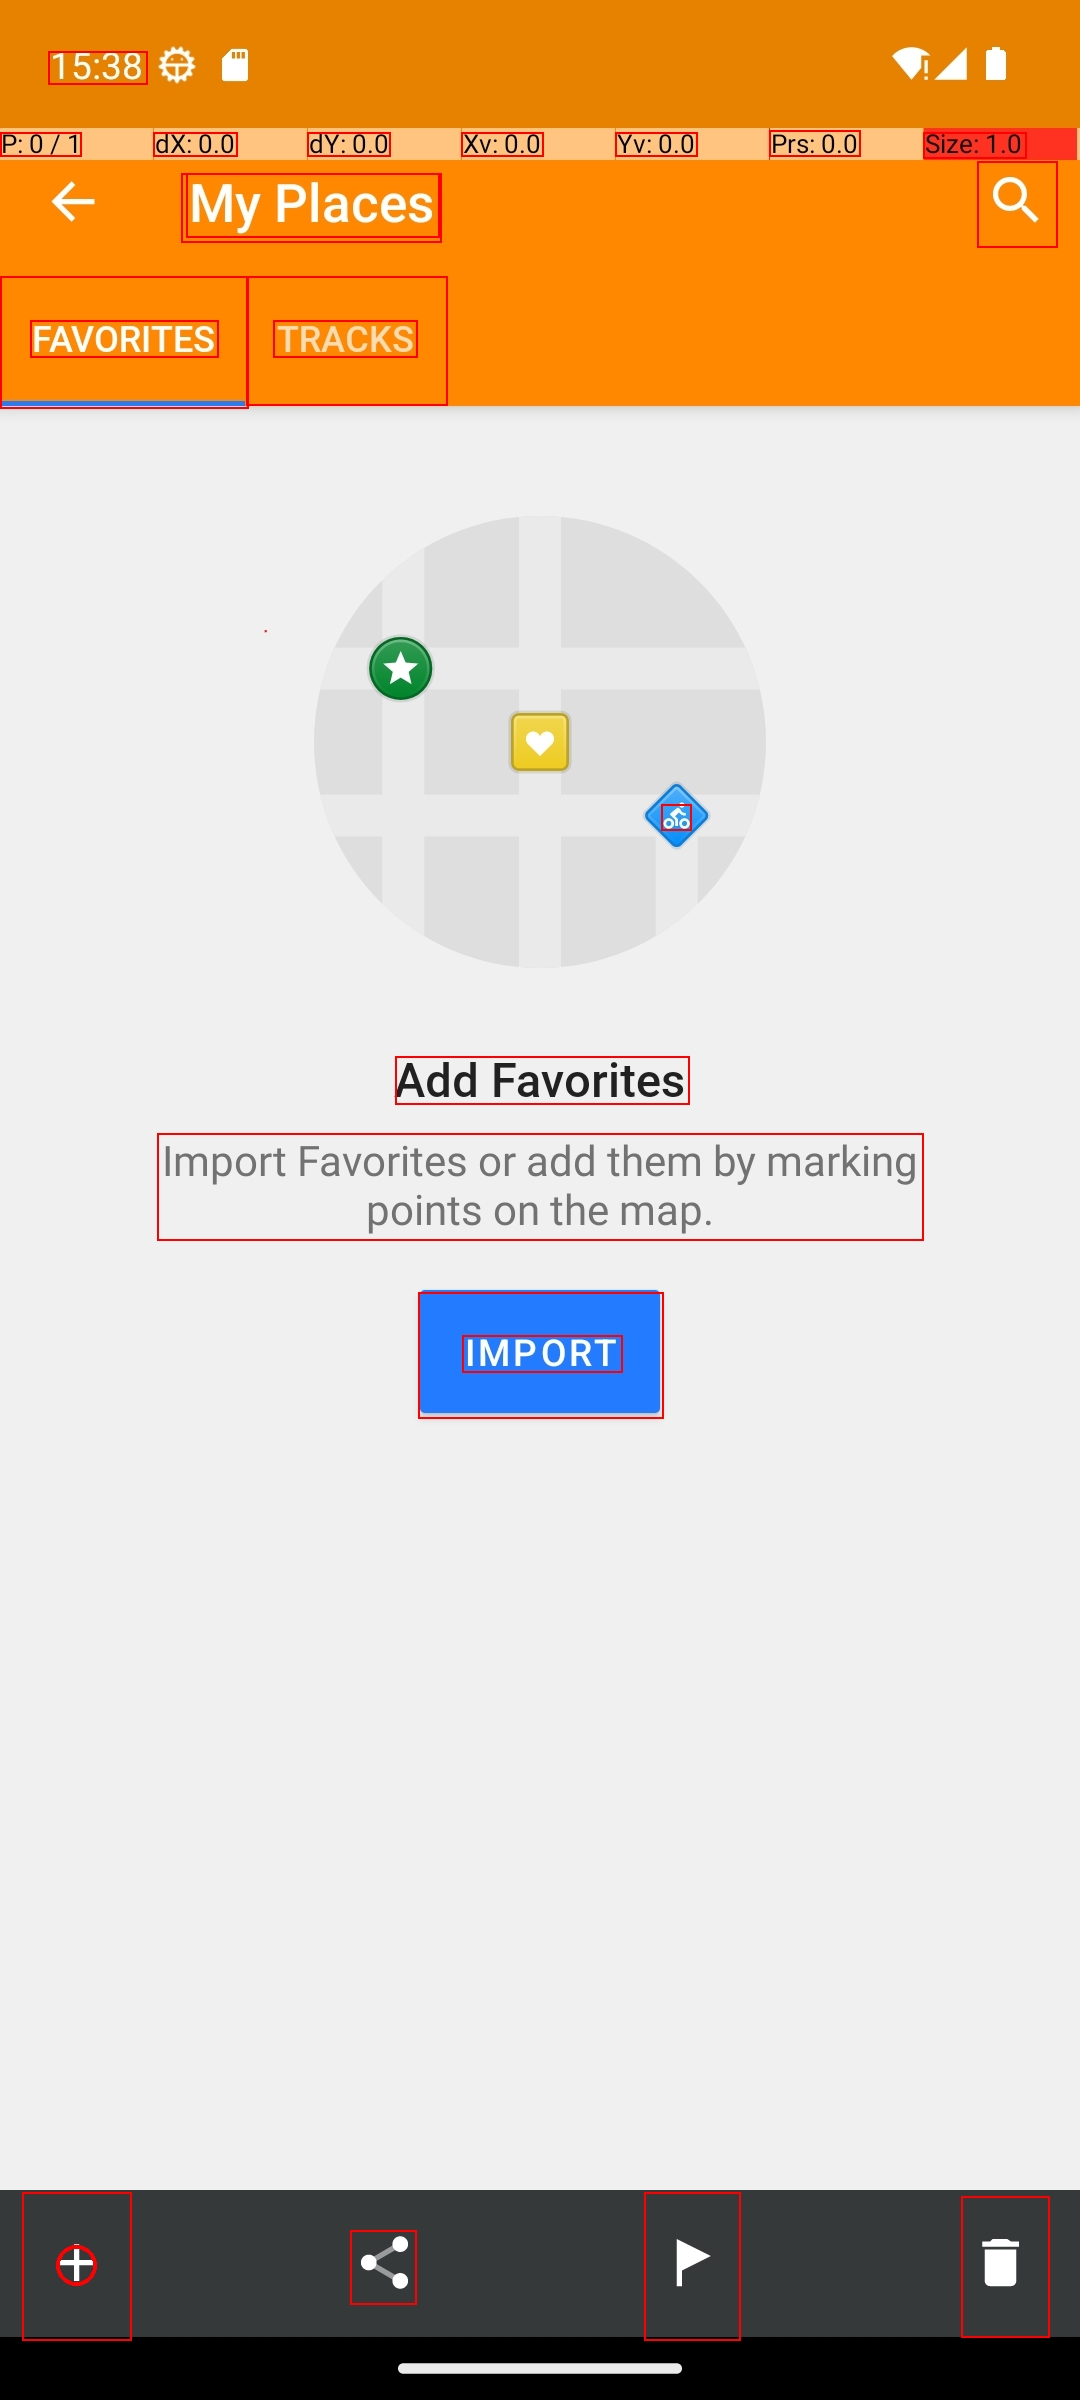 15:38
P: 0 / 1 dX: 0.0 dY: 0.0 Xv: 0.0 Yv: 0.0 Prs: 0.0 Size: 1.0
My Places
FAVORITES TRACKS
Add Favorites
Import Favorites or add them by marking
points on the map.
IMPORT